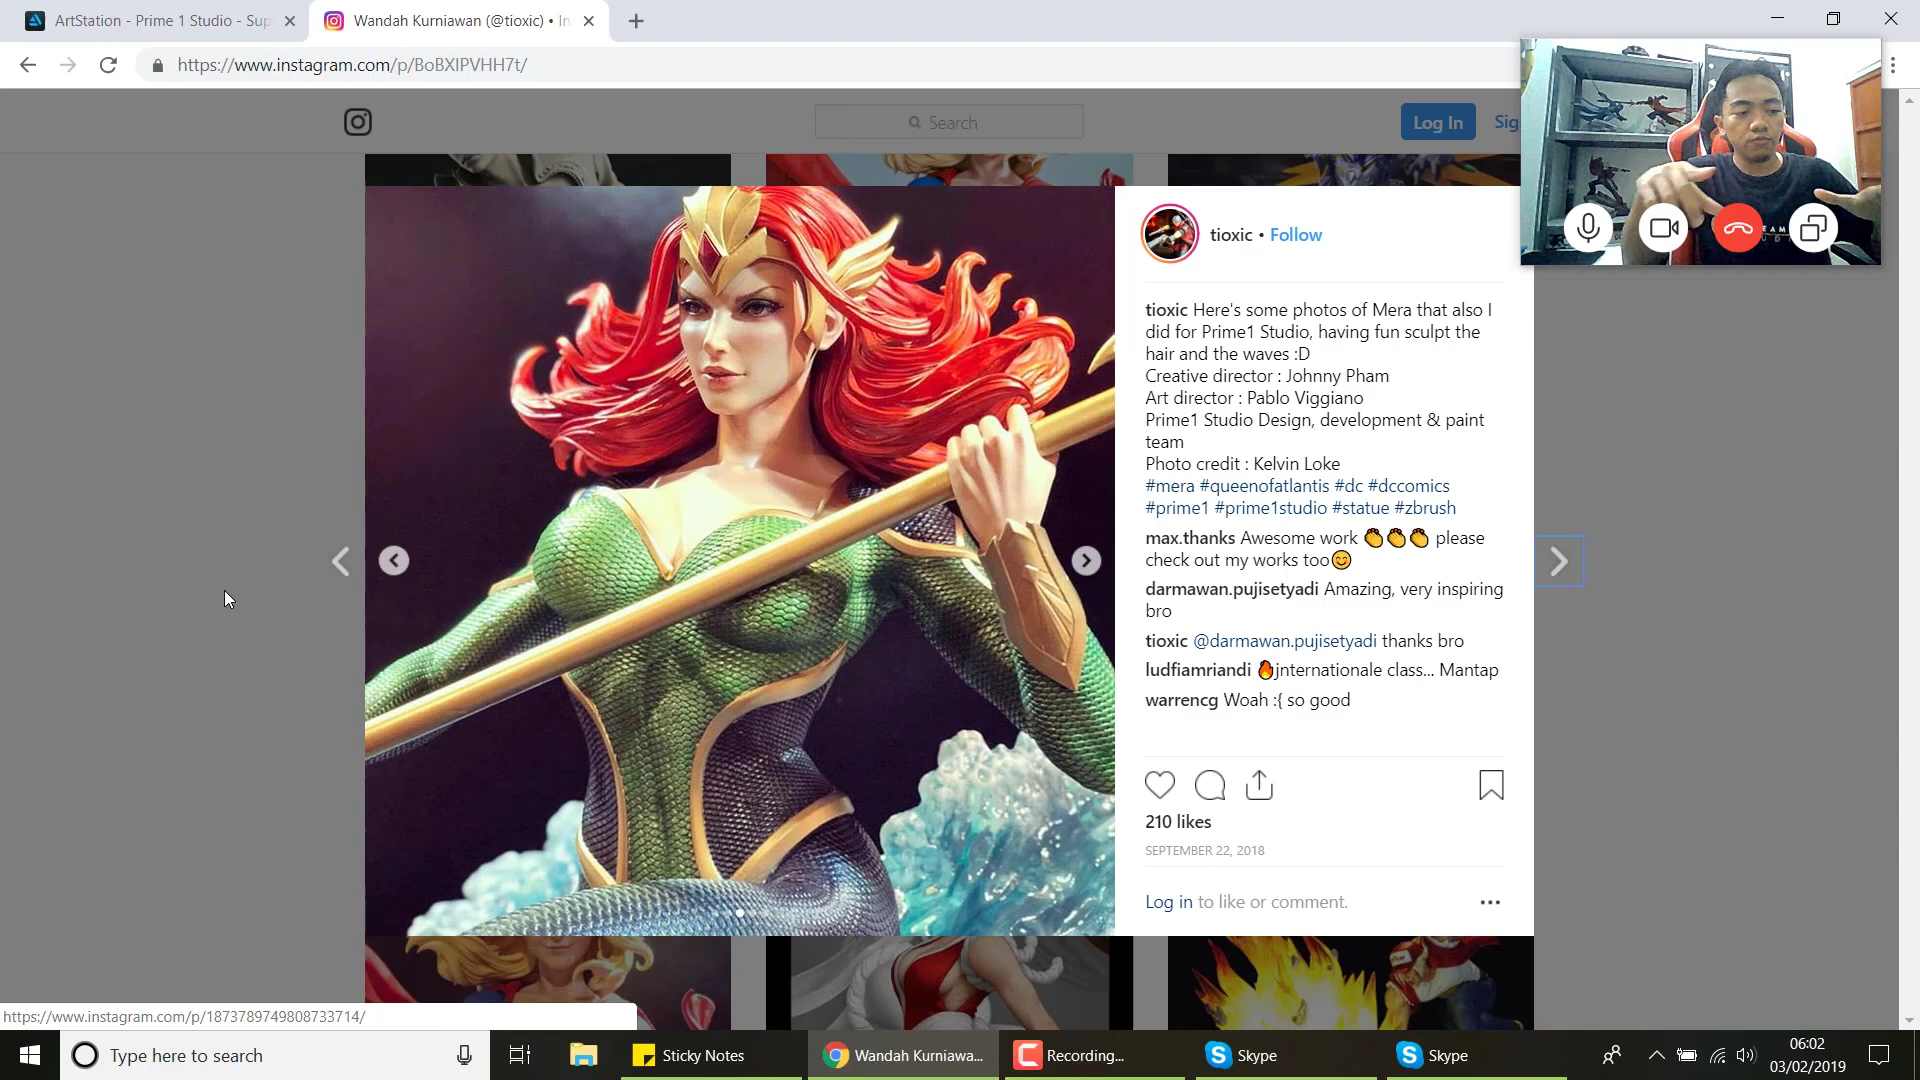 ArtStation - Prime 1 Studio - Sup
Wandah Kurniawan (@tioxic) • In
https://www.instagram.com/p/BoBXIPVHH7t/
Search
Log In
Sig
tioxic • Follow
tioxic Here's some photos of Mera that also I
did for Prime1 Studio, having fun sculpt the
hair and the waves :D
Creative director : Johnny Pham
Art director : Pablo Viggiano
Prime1 Studio Design, development & paint
team
Photo credit : Kelvin Loke
#mera #queenofatlantis #dc #dccomics
#prime1 #prime1studio #statue #zbrush
max.thanks Awesome work 👏👏👏 please
check out my works too😊
darmawan.pujisetyadi Amazing, very inspiring
bro
tioxic @darmawan.pujisetyadi thanks bro
ludfiamriandi 🔥jnternationale class... Mantap
warrencg Woah :{ so good
210 likes
SEPTEMBER 22, 2018
Log in to like or comment.
https://www.instagram.com/p/1873789749808733714/
Type here to search
Sticky Notes
Wandah Kurniawa...
Recording...
Skype
Skype
06:02
03/02/2019